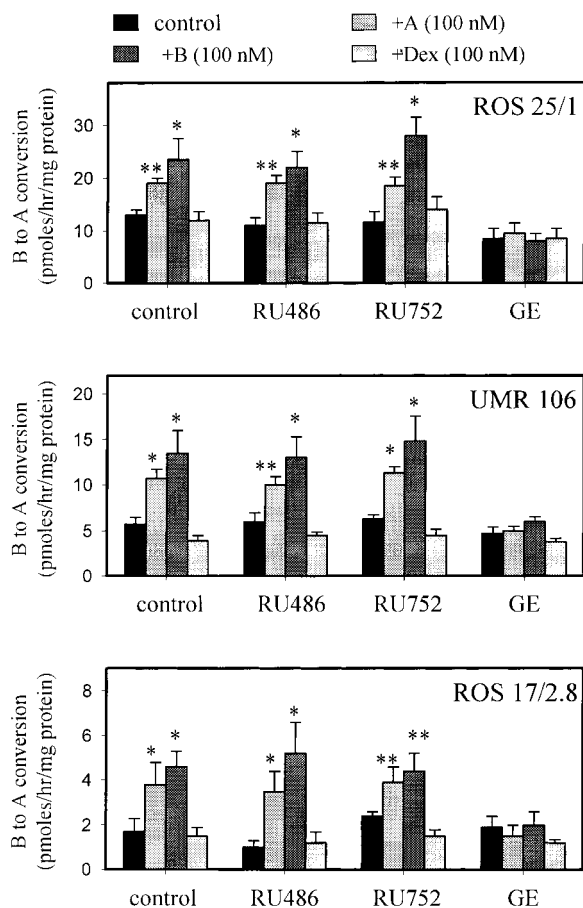 control
+A (100 nM)
+B (100 nM)
+Dex (100 nM)
ROS 25/1
B to A conversion
(pmoles/hr/mg protein)
30
20
10
0
** * ** * ** *
control RU486 RU752 GE
UMR 106
B to A conversion
(pmoles/hr/mg protein)
20
15
10
5
0
* * ** * * *
control RU486 RU752 GE
ROS 17/2.8
B to A conversion
(pmoles/hr/mg protein)
8
6
4
2
0
* * * * ** **
control RU486 RU752 GE